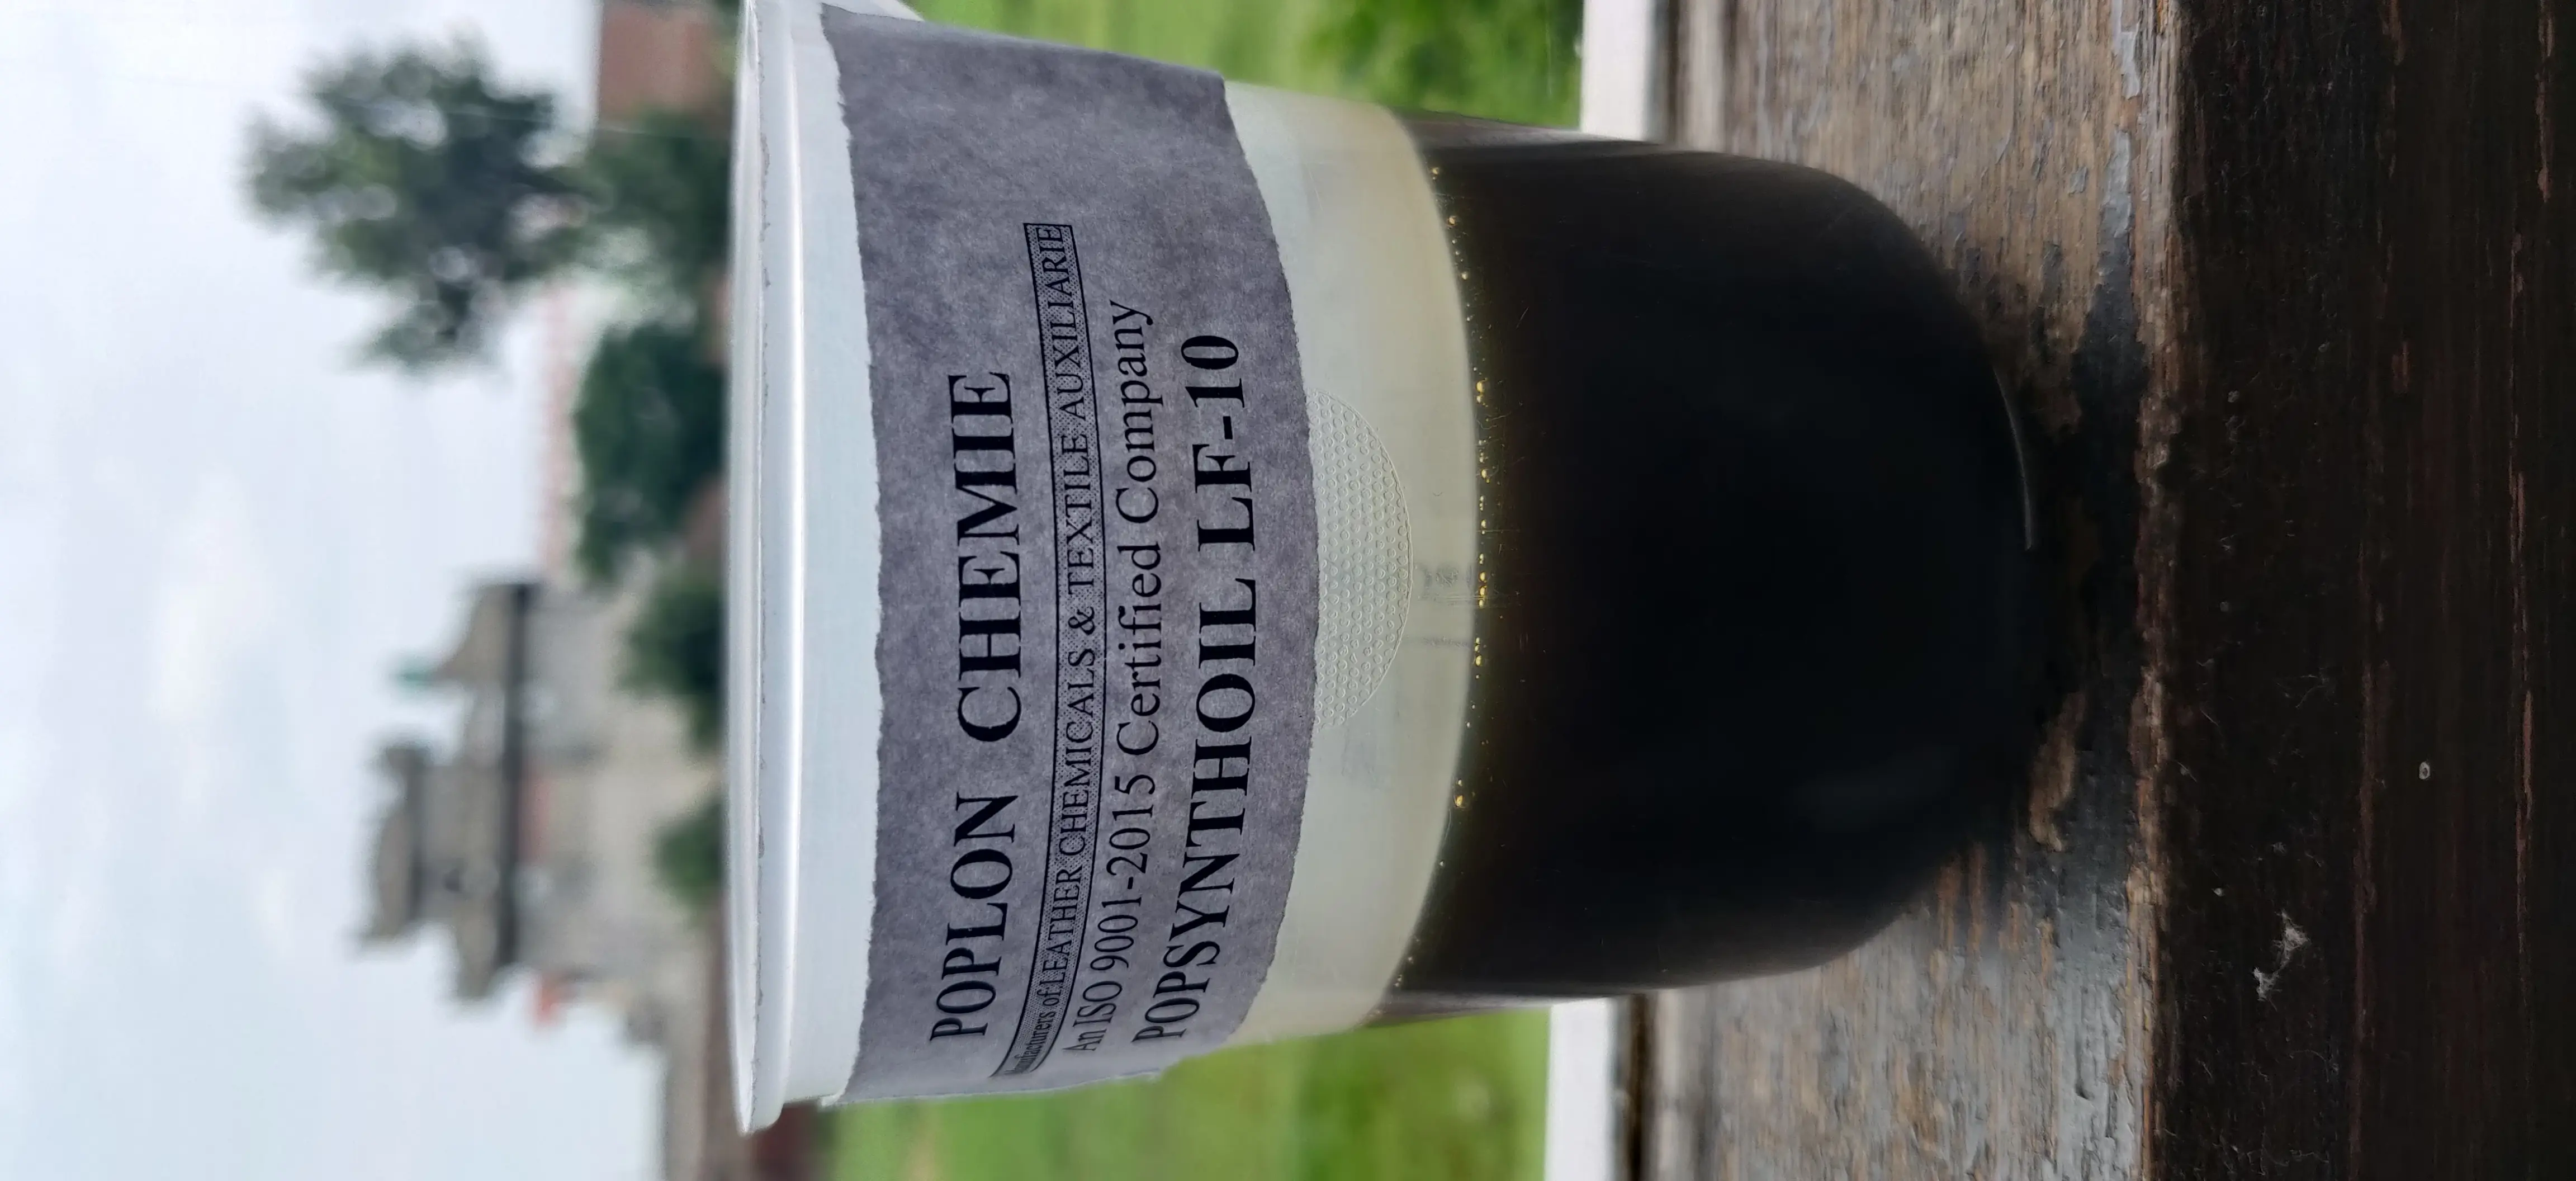 POPLON CHEMIE
Manufacturers of LEATHER CHEMICALS & TEXTILE AUXILIARIE
An ISO 9001-2015 Certified Company
POPSYNTHOIL LF-10